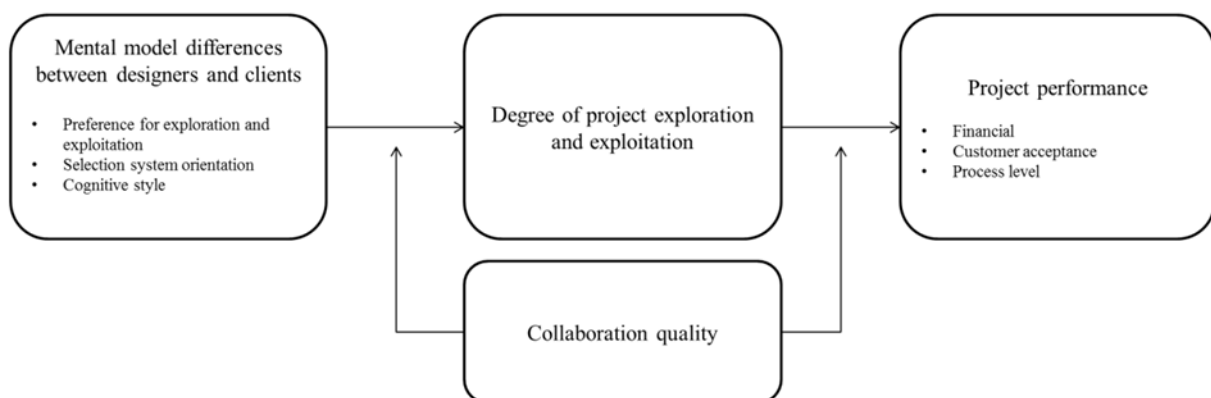 Mental model differences
between designers and clients
• Preference for exploration and
exploitation
• Selection system orientation
• Cognitive style
Degree of project exploration
and exploitation
Project performance
• Financial
• Customer acceptance
• Process level
Collaboration quality